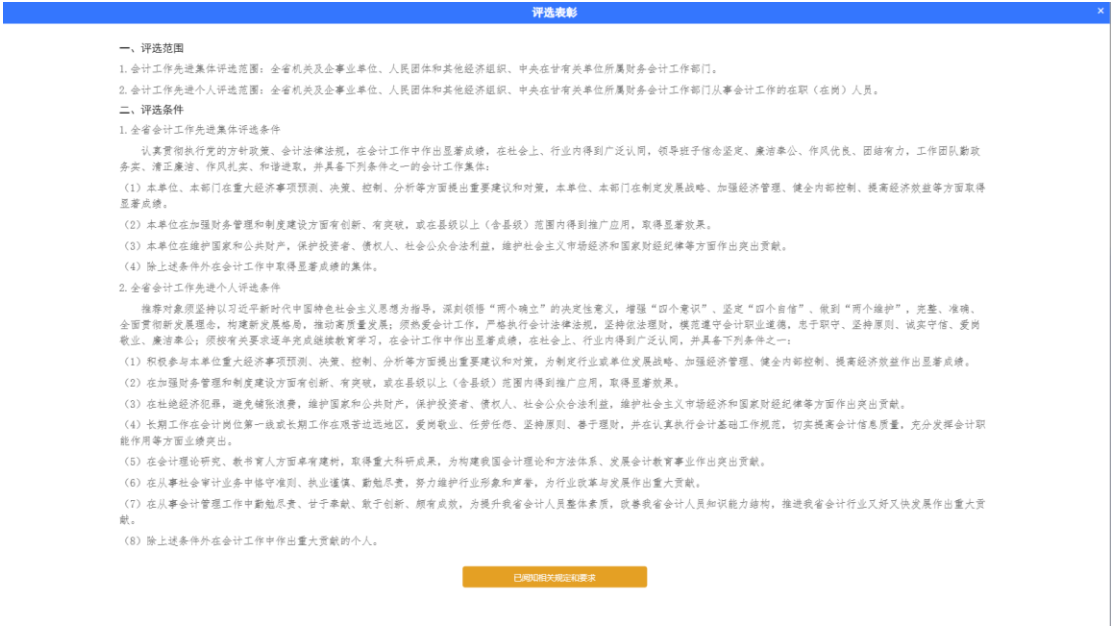 评选表彰
×
一、评选范围
1.会计工作先进集体评选范围：全省机关及企事业单位、人民团体和其他经济组织、中央在甘有关单位所属财务会计工作部门。
2.会计工作先进个人评选范围：全省机关及企事业单位、人民团体和其他经济组织、中央在甘有关单位所属财务会计工作部门从事会计工作的在职（在岗）人员。
二、评选条件
1.全省会计工作先进集体评选条件
认真贯彻执行党的方针政策、会计法律法规，在会计工作中作出显著成绩，在社会上、行业内得到广泛认同，领导班子信念坚定、廉洁奉公、作风优良、团结有力，工作团队勤政
务实、清正廉洁、作风扎实、和谐进取，并具备下列条件之一的会计工作集体：
（1）本单位、本部门在重大经济事项预测、决策、控制、分析等方面提出重要建议和对策，本单位、本部门在制定发展战略、加强经济管理、健全内部控制、提高经济效益等方面取得
显著成绩。
（2）本单位在加强财务管理和制度建设方面有创新、有突破，或在县级以上（含县级）范围内得到推广应用，取得显著效果。
（3）本单位在维护国家和公共财产，保护投资者、债权人、社会公众合法利益，维护社会主义市场经济和国家财经纪律等方面作出突出贡献。
（4）除上述条件外在会计工作中取得显著成绩的集体。
2.全省会计工作先进个人评选条件
推荐对象须坚持以习近平新时代中国特色社会主义思想为指导，深刻领悟“两个确立”的决定性意义，增强“四个意识”、坚定“四个自信”、做到“两个维护”，完整、准确、
全面贯彻新发展理念，构建新发展格局，推动高质量发展；须热爱会计工作，严格执行会计法律法规，坚持依法理财，模范遵守会计职业道德，忠于职守、坚持原则、诚实守信、爱岗
敬业、廉洁奉公；须按有关要求逐年完成继续教育学习，在会计工作中作出显著成绩，在社会上、行业内得到广泛认同，并具备下列条件之一：
（1）积极参与本单位重大经济事项预测、决策、控制、分析等方面提出重要建议和对策，为制定行业或单位发展战略、加强经济管理、健全内部控制、提高经济效益作出显著成绩。
（2）在加强财务管理和制度建设方面有创新、有突破，或在县级以上（含县级）范围内得到推广应用，取得显著效果。
（3）在杜绝经济犯罪，避免铺张浪费，维护国家和公共财产，保护投资者、债权人、社会公众合法利益，维护社会主义市场经济和国家财经纪律等方面作出突出贡献。
（4）长期工作在会计岗位第一线或长期工作在艰苦边远地区，爱岗敬业、任劳任怨、坚持原则、善于理财，并在认真执行会计基础工作规范，切实提高会计信息质量，充分发挥会计职
能作用等方面业绩突出。
（5）在会计理论研究、教书育人方面卓有建树，取得重大科研成果，为构建我国会计理论和方法体系、发展会计教育事业作出突出贡献。
（6）在从事社会审计业务中恪守准则、执业谨慎、勤勉尽责，努力维护行业形象和声誉，为行业改革与发展作出重大贡献。
（7）在从事会计管理工作中勤勉尽责、甘于奉献、敢于创新、颇有成效，为提升我省会计人员整体素质，改善我省会计人员知识能力结构，推进我省会计行业又好又快发展作出重大贡
献。
（8）除上述条件外在会计工作中作出重大贡献的个人。
已阅知相关规定和要求